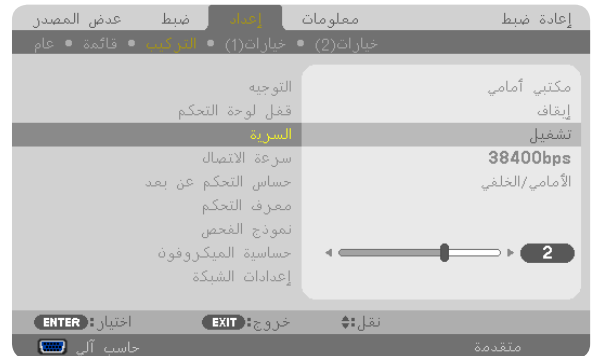 عدض المصدر ضبط إعداد معلومات إعادة ضبط
عام • قائمة • التركيب • خيارات(1) • خيارات(2)
التوجيه مكتبي أمامي
قفل لوحة التحكم إيقاف
السرية تشغيل
سرعة الاتصال 38400bps
حساس التحكم عن بعد الأمامي/الخلفي
معرف التحكم
نموذج الفحص
حساسية الميكروفون 2
إعدادات الشبكة
ENTER :اختيار EXIT :خروج نقل:
حاسب آلي متقدمة